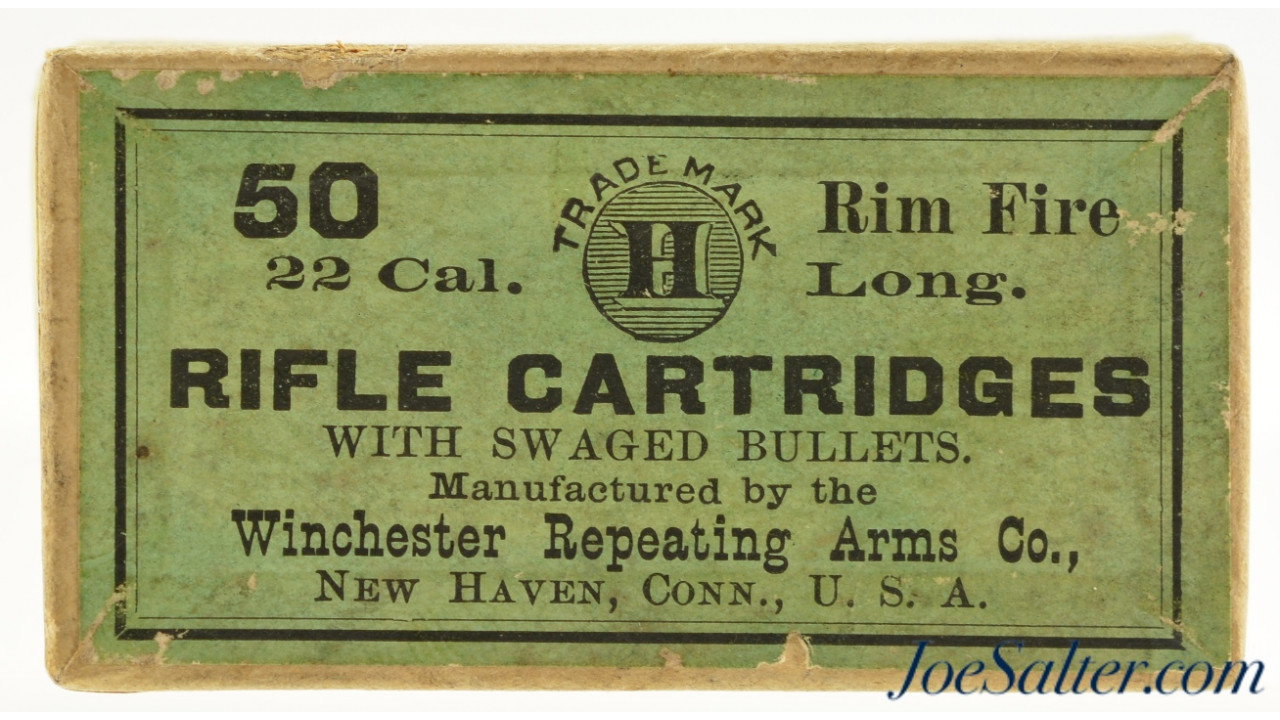 50
22 Cal.
TRADE MARK
H
Rim Fire
Long.
RIFLE CARTRIDGES
WITH SWAGED BULLETS.
Manufactured by the
Winchester Repeating Arms Co.,
NEW HAVEN, CONN., U. S. A.
JoeSalter.com